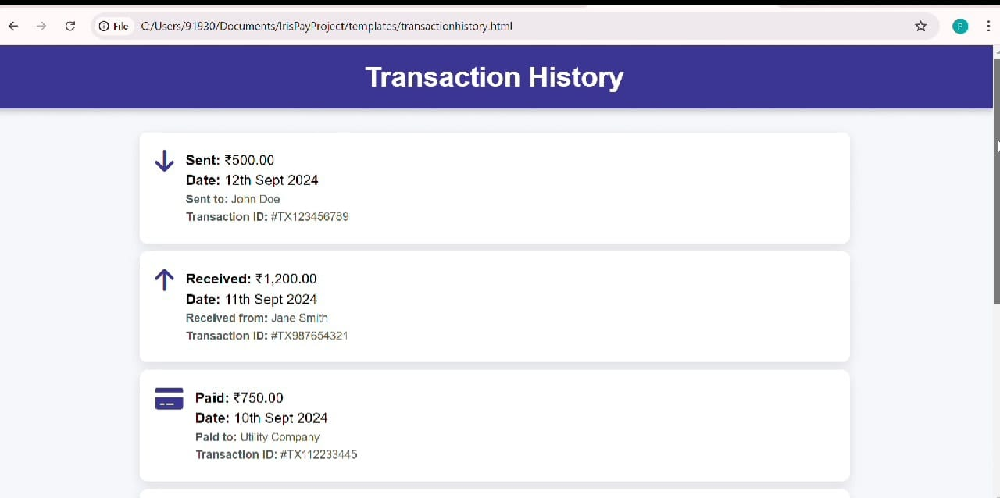 File C:/Users/91930/Documents/IrisPayProject/templates/transactionhistory.html
R
Transaction History
Sent: ₹500.00
Date: 12th Sept 2024
Sent to: John Doe
Transaction ID: #TX123456789
Received: ₹1,200.00
Date: 11th Sept 2024
Received from: Jane Smith
Transaction ID: #TX987654321
Paid: ₹750.00
Date: 10th Sept 2024
Paid to: Utility Company
Transaction ID: #TX112233445